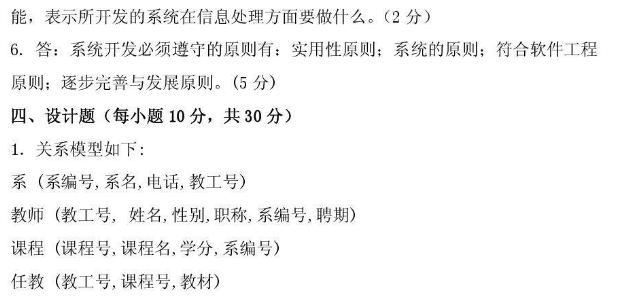 能，表示所开发的系统在信息处理方面要做什么。（2 分）
6. 答：系统开发必须遵守的原则有：实用性原则；系统的原则；符合软件工程
原则；逐步完善与发展原则。(5 分)
四、设计题（每小题 10 分，共 30 分）
1. 关系模型如下:
系 (系编号,系名,电话,教工号)
教师 (教工号, 姓名,性别,职称,系编号,聘期)
课程 (课程号,课程名,学分,系编号)
任教 (教工号,课程号,教材)